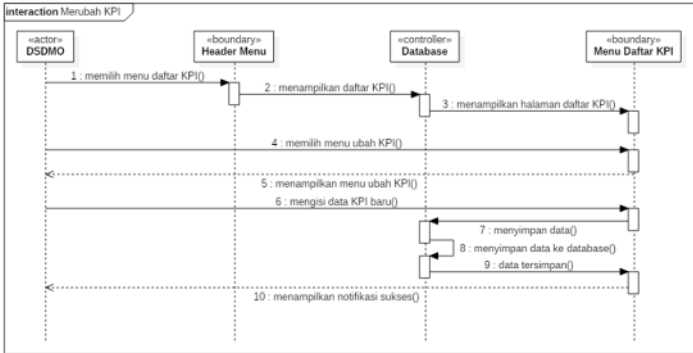 interaction Merubah KPI
«actor»
DSDMO
«boundary»
Header Menu
«controller»
Database
«boundary»
Menu Daftar KPI
1 : memilih menu daftar KPI()
2 : menampilkan daftar KPI()
3 : menampilkan halaman daftar KPI()
4 : memilih menu ubah KPI()
5 : menampilkan menu ubah KPI()
6 : mengisi data KPI baru()
7 : menyimpan data()
8 : menyimpan data ke database()
9 : data tersimpan()
10 : menampilkan notifikasi sukses()